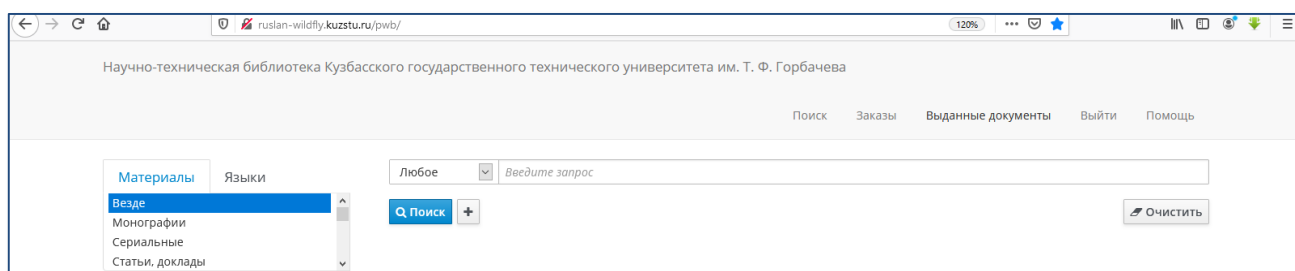 ruslan-wildfly.kuzstu.ru/pwb/ 120%
Научно-техническая библиотека Кузбасского государственного технического университета им. Т. Ф. Горбачева
Поиск Заказы Выданные документы Выйти Помощь
Материалы Языки
Любое Введите запрос
Везде
Монографии
Сериальные
Статьи, доклады
Поиск + Очистить